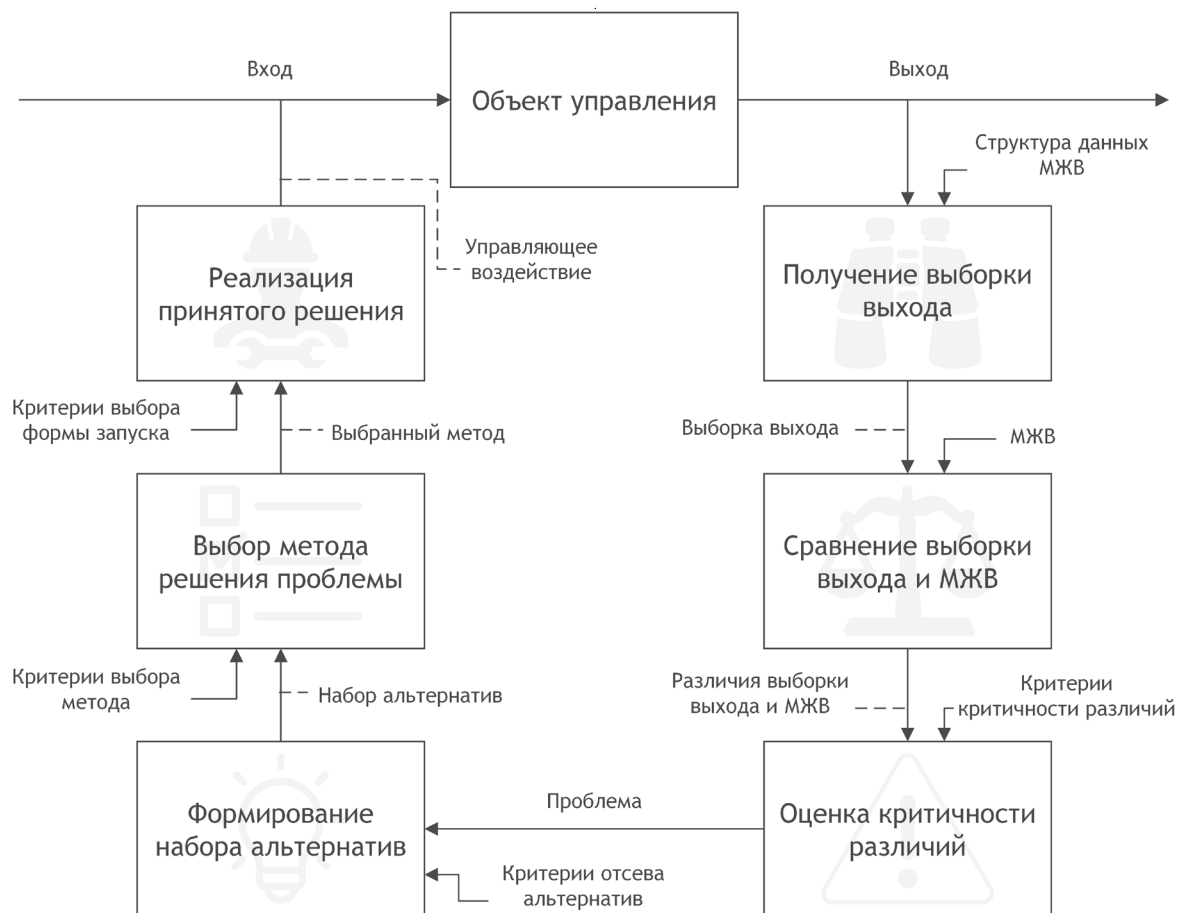 Вход
Объект управления
Выход
Структура данных
МЖВ
Управляющее
воздействие
Реализация
принятого решения
Получение выборки
выхода
Критерии выбора
формы запуска
Выбранный метод
Выборка выхода
МЖВ
Выбор метода
решения проблемы
Сравнение выборки
выхода и МЖВ
Критерии выбора
метода
Набор альтернатив
Различия выборки
выхода и МЖВ
Критерии
критичности различий
Формирование
набора альтернатив
Проблема
Оценка критичности
различий
Критерии отсева
альтернатив